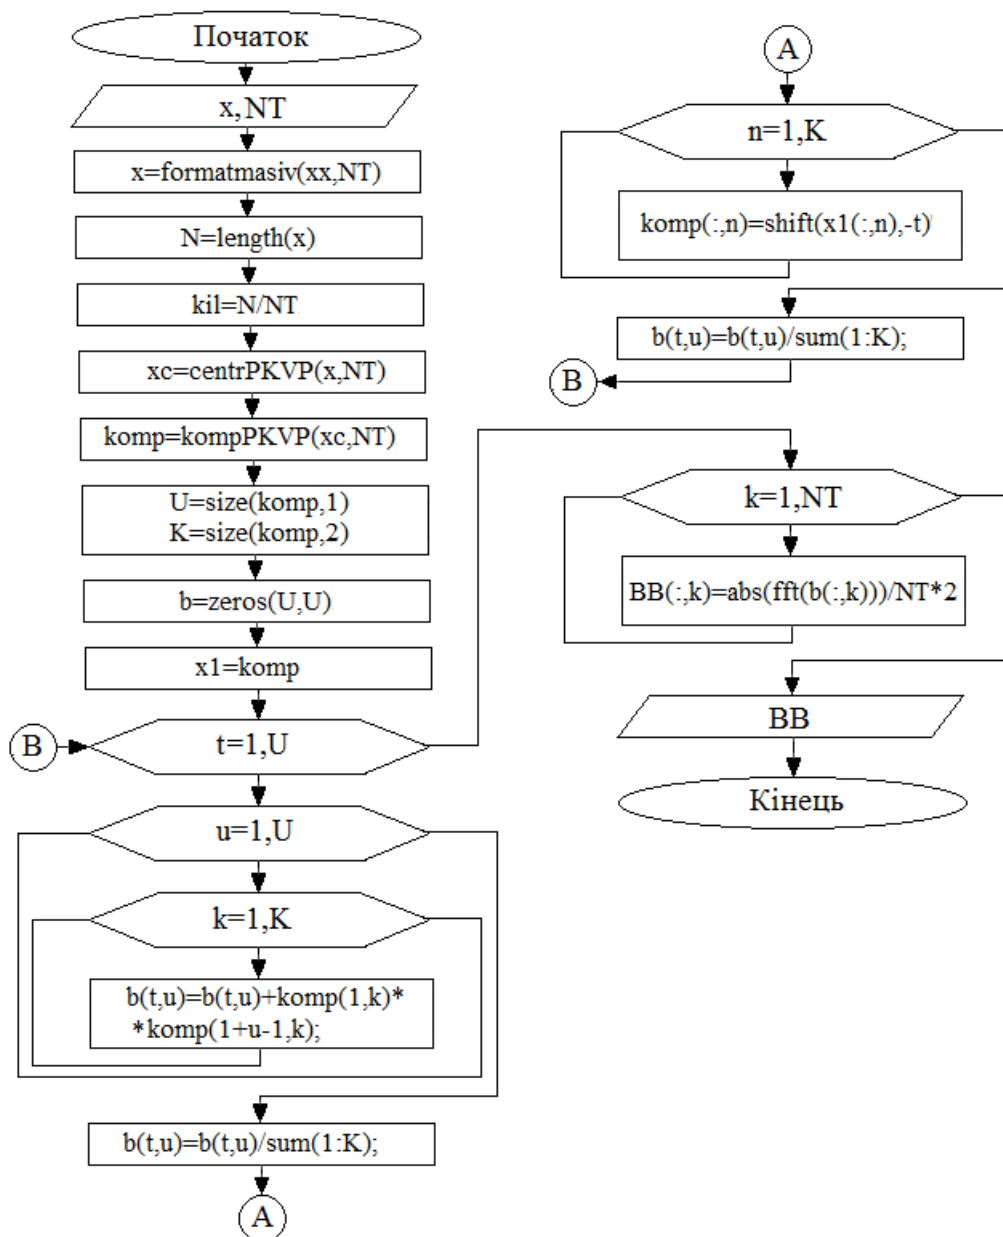 Початок
x,NT
x=formatmasiv(xx,NT)
N=length(x)
kil=N/NT
xc=centrPKVP(x,NT)
komp=kompPKVP(xc,NT)
U=size(komp,1)
K=size(komp,2)
b=zeros(U,U)
x1=komp
B
t=1,U
u=1,U
k=1,K
b(t,u)=b(t,u)+komp(1,k)*
*komp(1+u-1,k);
b(t,u)=b(t,u)/sum(1:K);
A
A
n=1,K
komp(:,n)=shift(x1(:,n),-t)'
b(t,u)=b(t,u)/sum(1:K);
B
k=1,NT
BB(:,k)=abs(fft(b(:,k)))/NT*2
BB
Кінець